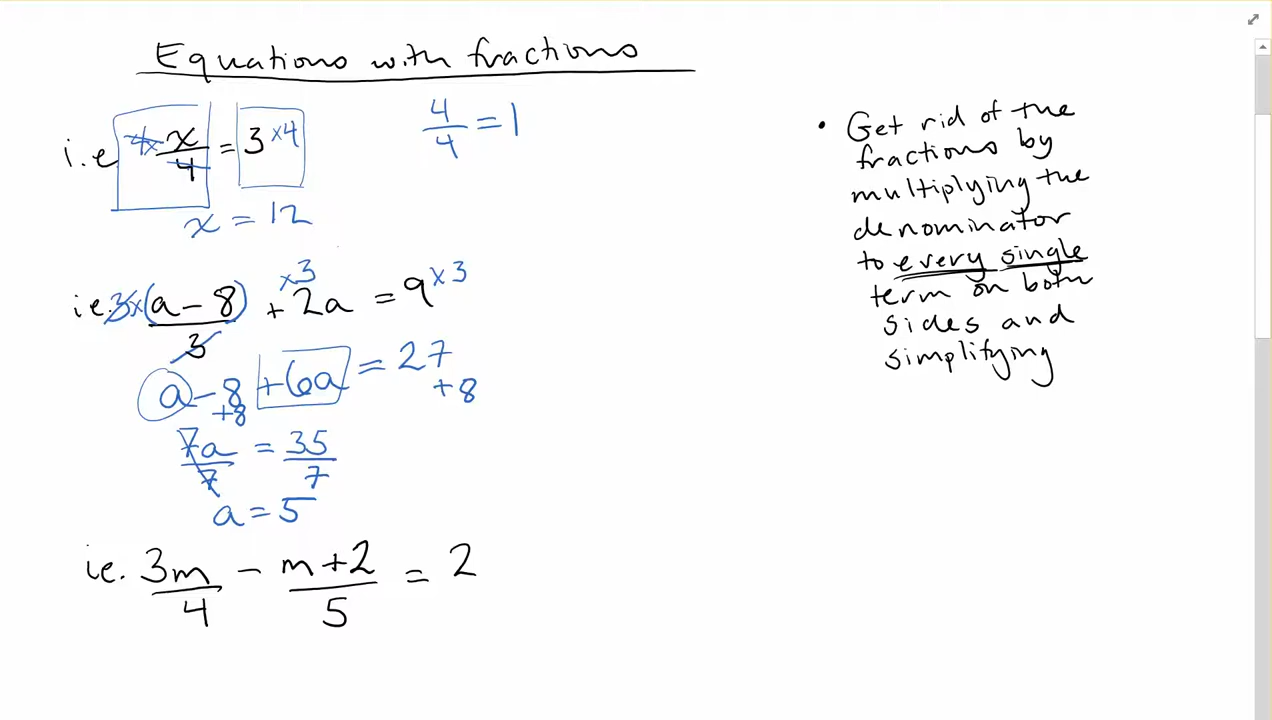 Equations with fractions
i.e 4x x/4 = 3 x4
4/4 = 1
x = 12
ie. 3x(a-8)/3 + 2a x3 = 9 x3
a-8 +6a = 27
+8 +8
7a/7 = 35/7
a = 5
ie. 3m/4 - m+2/5 = 2
• Get rid of the
fractions by
multiplying the
denominator
to every single
term on both
sides and
simplifying